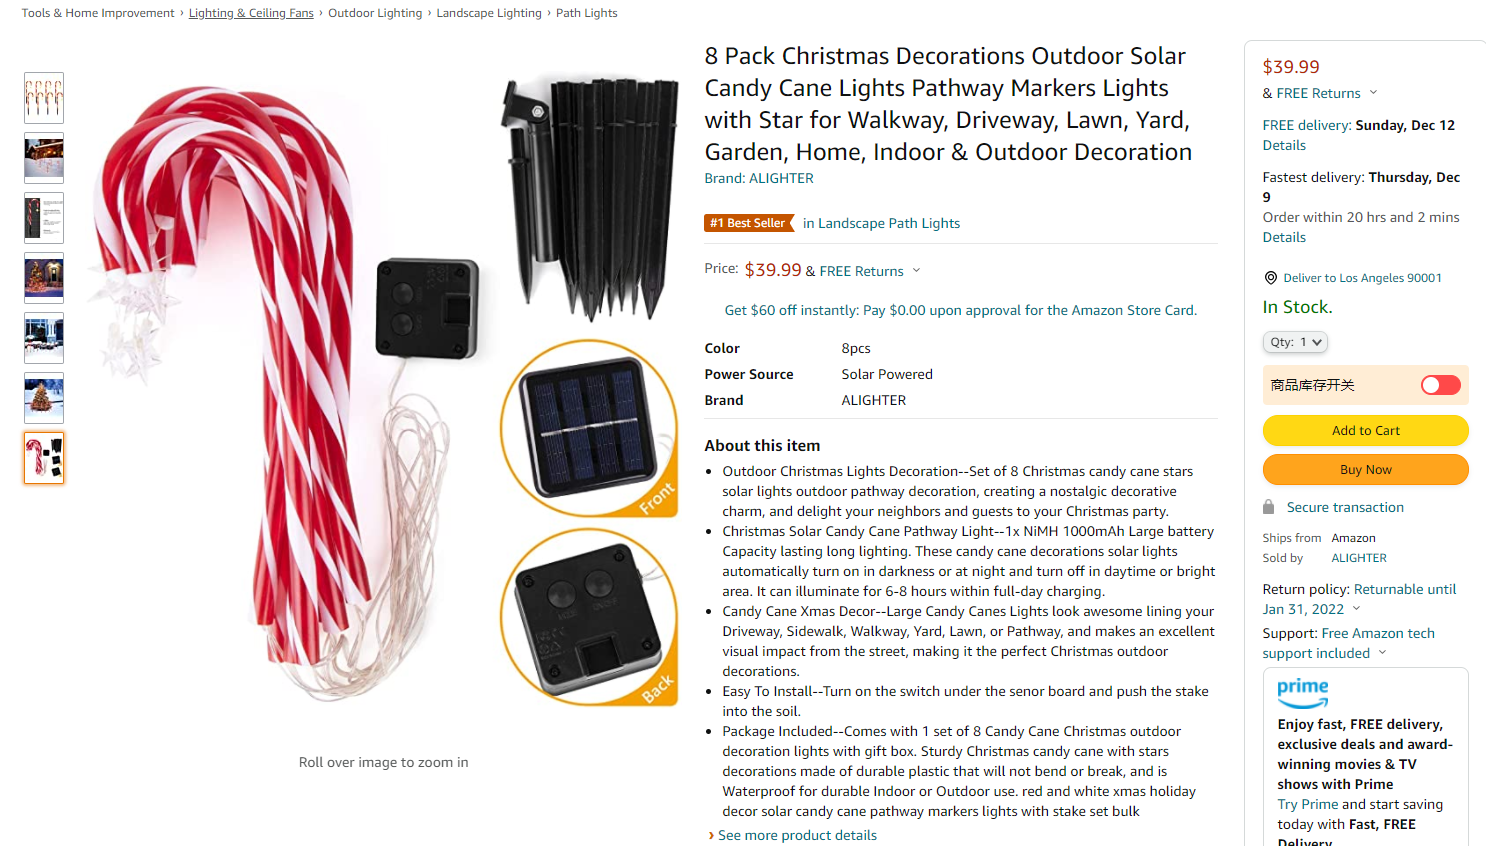 Tools & Home Improvement › Lighting & Ceiling Fans › Outdoor Lighting › Landscape Lighting › Path Lights
Front
Back
Roll over image to zoom in
8 Pack Christmas Decorations Outdoor Solar
Candy Cane Lights Pathway Markers Lights
with Star for Walkway, Driveway, Lawn, Yard,
Garden, Home, Indoor & Outdoor Decoration
Brand: ALIGHTER
#1 Best Seller in Landscape Path Lights
Price: $39.99 & FREE Returns
Get $60 off instantly: Pay $0.00 upon approval for the Amazon Store Card.
Color 8pcs
Power Source Solar Powered
Brand ALIGHTER
About this item
• Outdoor Christmas Lights Decoration--Set of 8 Christmas candy cane stars
solar lights outdoor pathway decoration, creating a nostalgic decorative
charm, and delight your neighbors and guests to your Christmas party.
• Christmas Solar Candy Cane Pathway Light--1x NiMH 1000mAh Large battery
Capacity lasting long lighting. These candy cane decorations solar lights
automatically turn on in darkness or at night and turn off in daytime or bright
area. It can illuminate for 6-8 hours within full-day charging.
• Candy Cane Xmas Decor--Large Candy Canes Lights look awesome lining your
Driveway, Sidewalk, Walkway, Yard, Lawn, or Pathway, and makes an excellent
visual impact from the street, making it the perfect Christmas outdoor
decorations.
• Easy To Install--Turn on the switch under the senor board and push the stake
into the soil.
• Package Included--Comes with 1 set of 8 Candy Cane Christmas outdoor
decoration lights with gift box. Sturdy Christmas candy cane with stars
decorations made of durable plastic that will not bend or break, and is
Waterproof for durable Indoor or Outdoor use. red and white xmas holiday
decor solar candy cane pathway markers lights with stake set bulk
› See more product details
$39.99
& FREE Returns
FREE delivery: Sunday, Dec 12
Details
Fastest delivery: Thursday, Dec
9
Order within 20 hrs and 2 mins
Details
Deliver to Los Angeles 90001
In Stock.
Qty: 1
商品库存开关
Add to Cart
Buy Now
Secure transaction
Ships from Amazon
Sold by ALIGHTER
Return policy: Returnable until
Jan 31, 2022
Support: Free Amazon tech
support included
prime
Enjoy fast, FREE delivery,
exclusive deals and award-
winning movies & TV
shows with Prime
Try Prime and start saving
today with Fast, FREE
Delivery